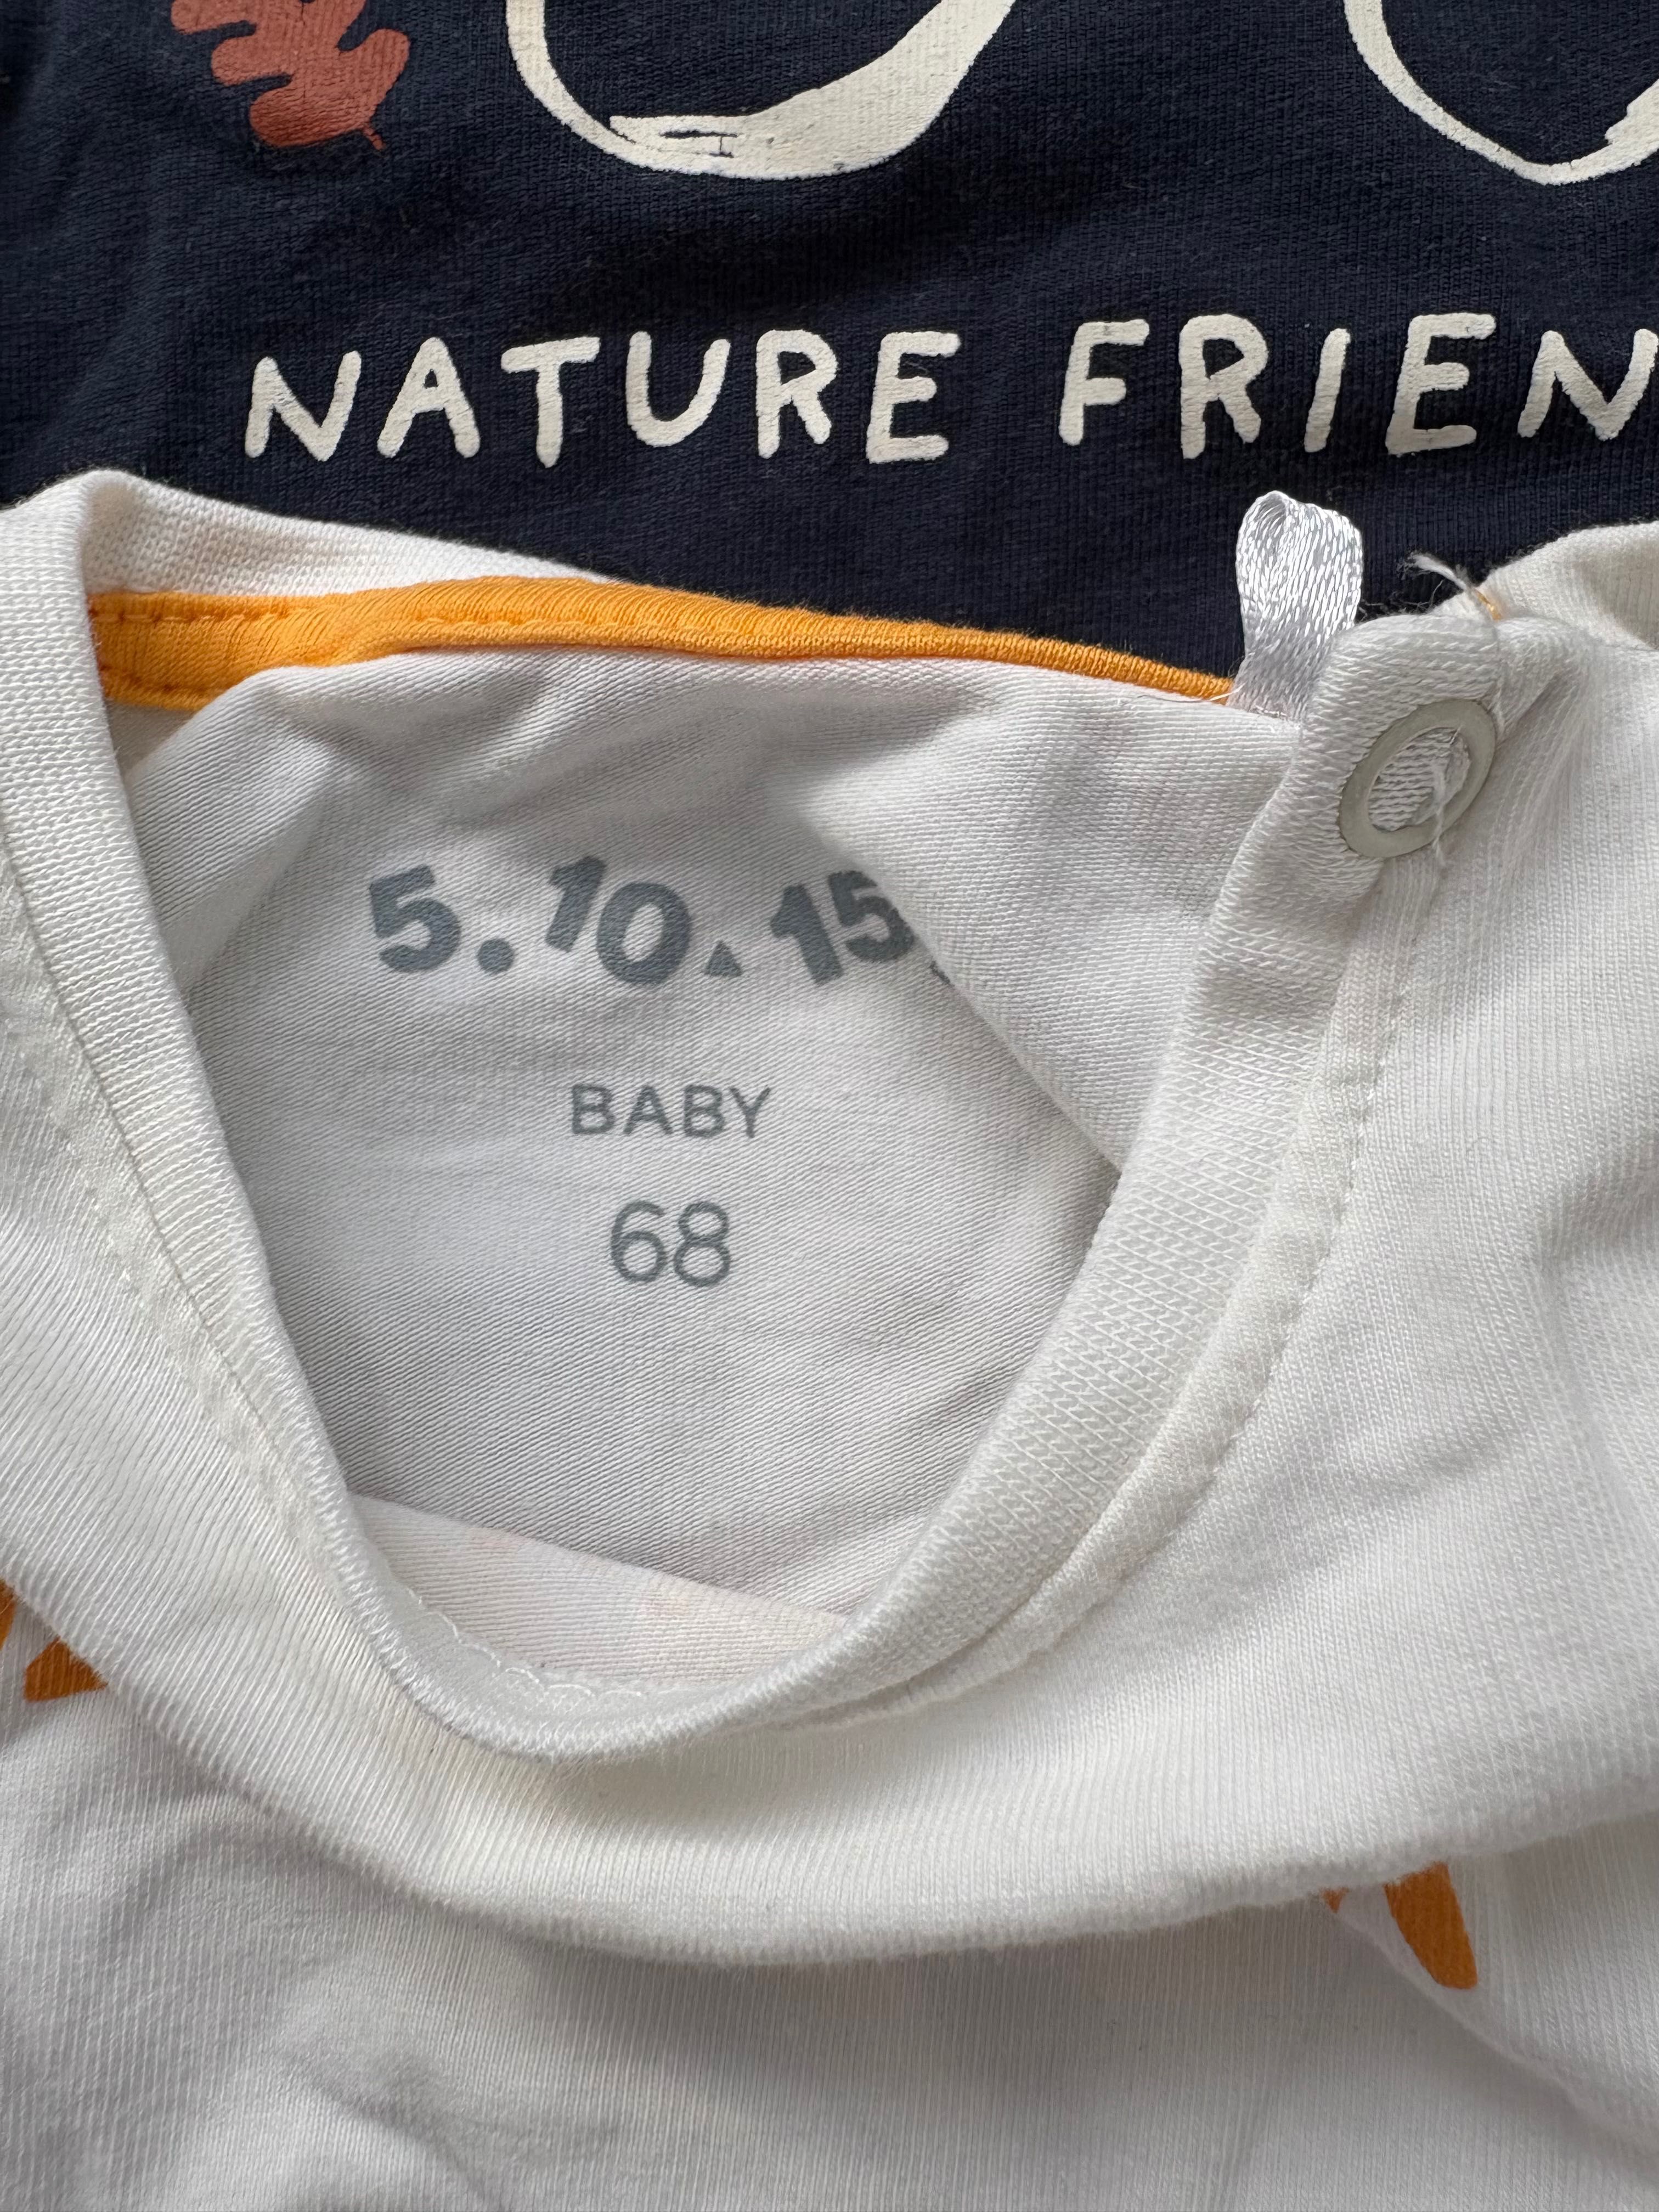 NATURE FRIEN
5.10.15.
BABY
68